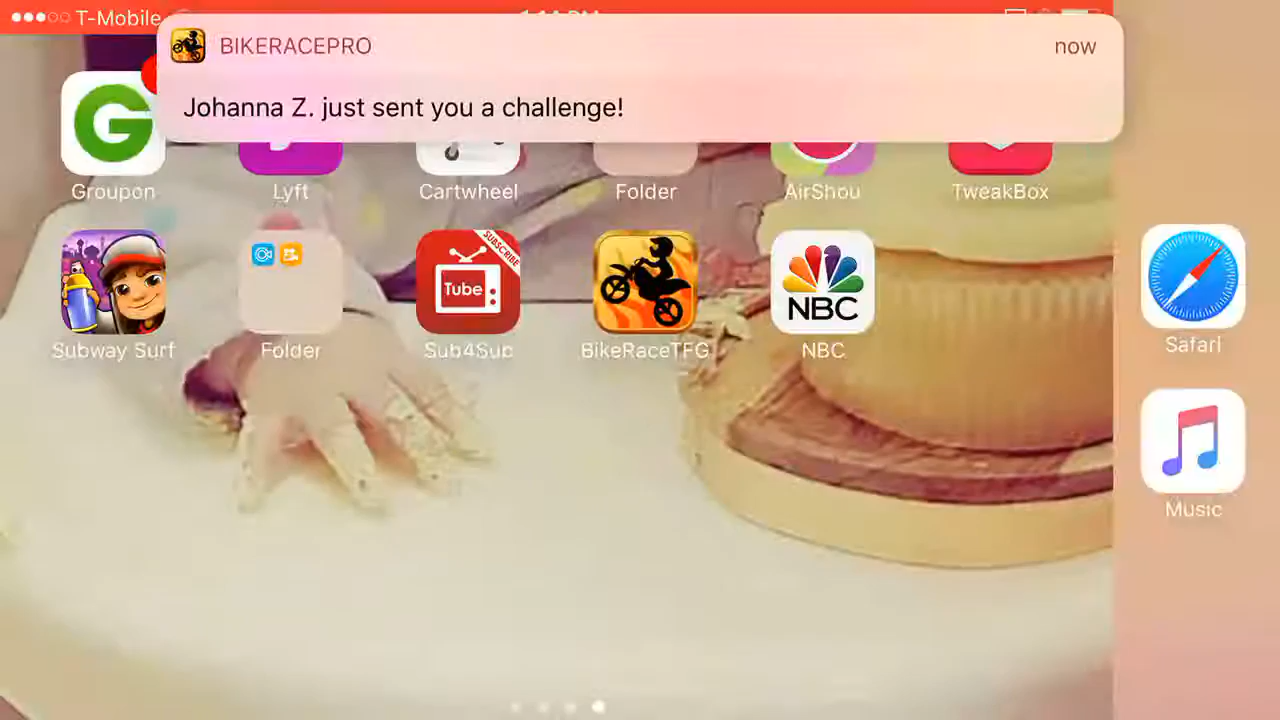 T-Mobile
BIKERACEPRO
now
Johanna Z. just sent you a challenge!
Groupon
Lyft
Cartwheel
Folder
AirShou
TweakBox
SUBSCRIBE
Tube
NBC
Subway Surf
Folder
Sub4Sub
BikeRaceTFG
NBC
Safari
Music